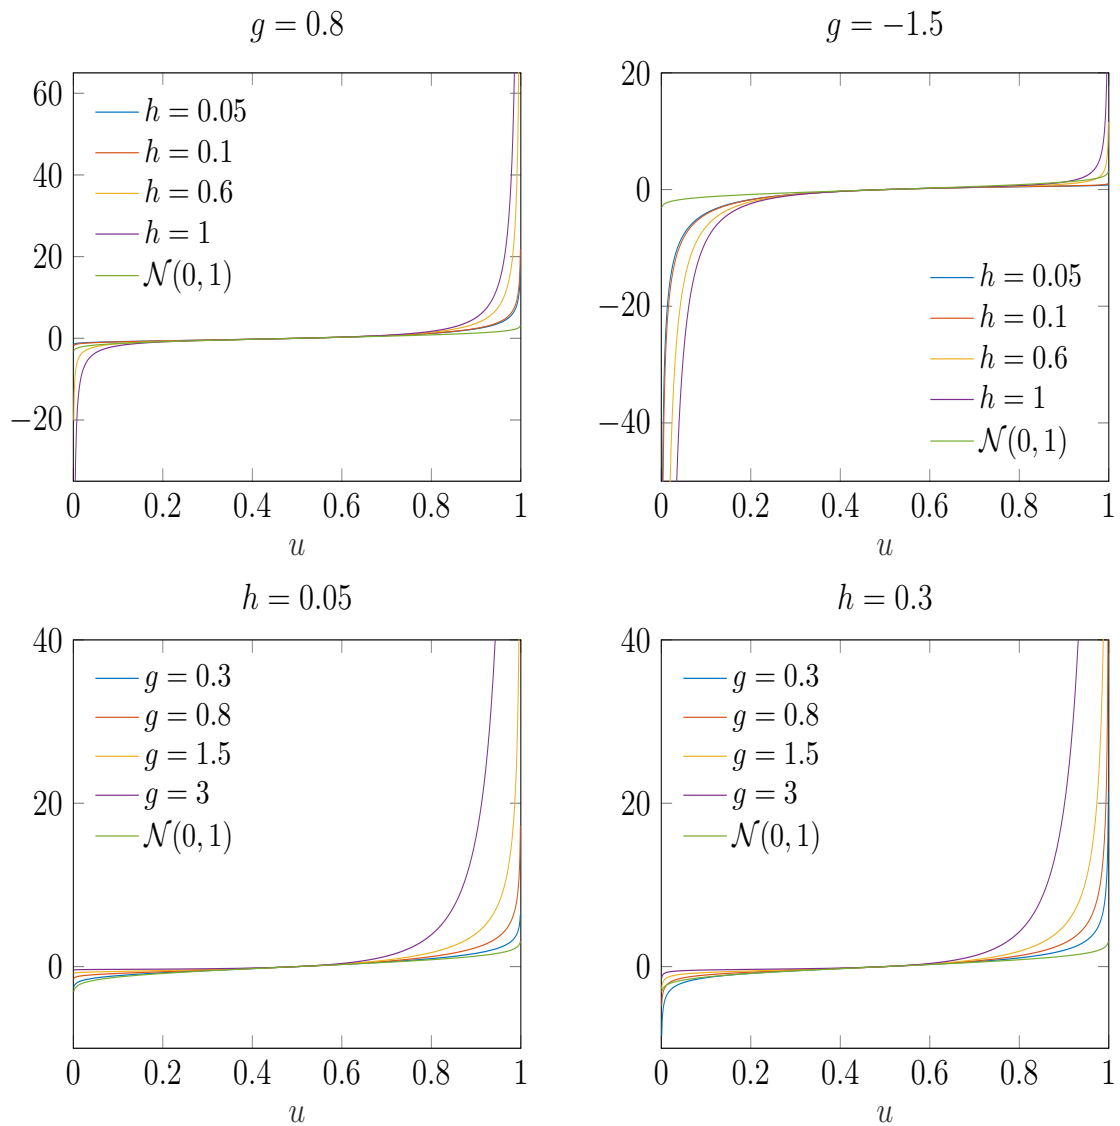 g = 0.8
60
40
20
0
−20
h = 0.05
h = 0.1
h = 0.6
h = 1
𝒩(0, 1)
0 0.2 0.4 0.6 0.8 1
u
g = −1.5
20
0
−20
−40
h = 0.05
h = 0.1
h = 0.6
h = 1
𝒩(0, 1)
0 0.2 0.4 0.6 0.8 1
u
h = 0.05
40
20
0
g = 0.3
g = 0.8
g = 1.5
g = 3
𝒩(0, 1)
0 0.2 0.4 0.6 0.8 1
u
h = 0.3
40
20
0
g = 0.3
g = 0.8
g = 1.5
g = 3
𝒩(0, 1)
0 0.2 0.4 0.6 0.8 1
u